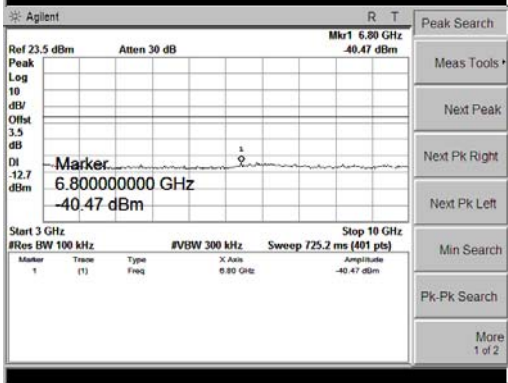 Agilent R T
Mkr1 6.80 GHz
Ref 23.5 dBm Atten 30 dB -40.47 dBm
Peak
Log
10
dB/
Offst
3.5
dB
DI
-12.7
dBm
1
Marker
6.800000000 GHz
-40.47 dBm
Start 3 GHz Stop 10 GHz
#Res BW 100 kHz #VBW 300 kHz Sweep 725.2 ms (401 pts)
Marker Trace Type X Axis Amplitude
1 (1) Freq 6.80 GHz -40.47 dBm
Peak Search
Meas Tools
Next Peak
Next Pk Right
Next Pk Left
Min Search
Pk-Pk Search
More
1 of 2